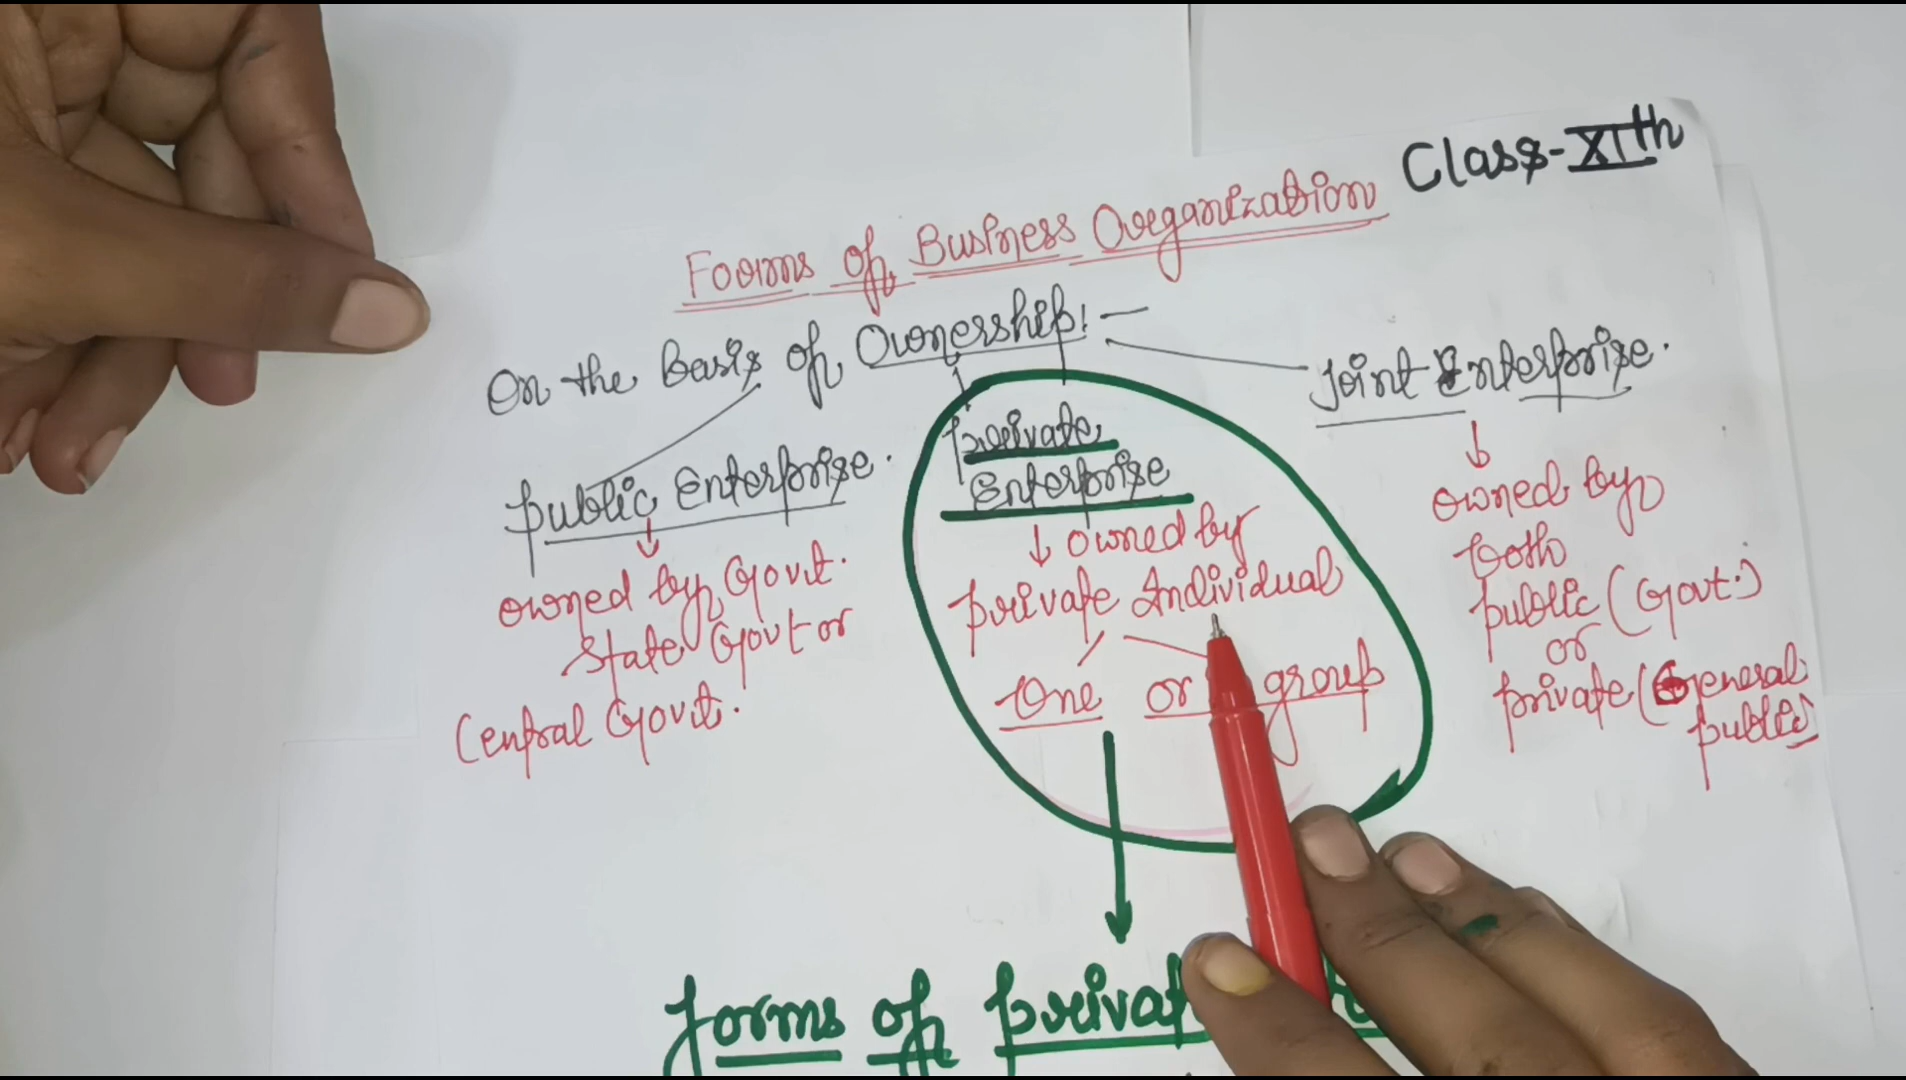 Class-XIth
Forms of Business Organization
On the Basis of Ownership:-
Public Enterprise.
owned by Govt.
State Govt or
Central Govt.
Private
Enterprise
↓ owned by
private Individual
One or group
Joint Enterprise.
owned by
both
public (Govt.)
or
private (General
public)
forms of privat